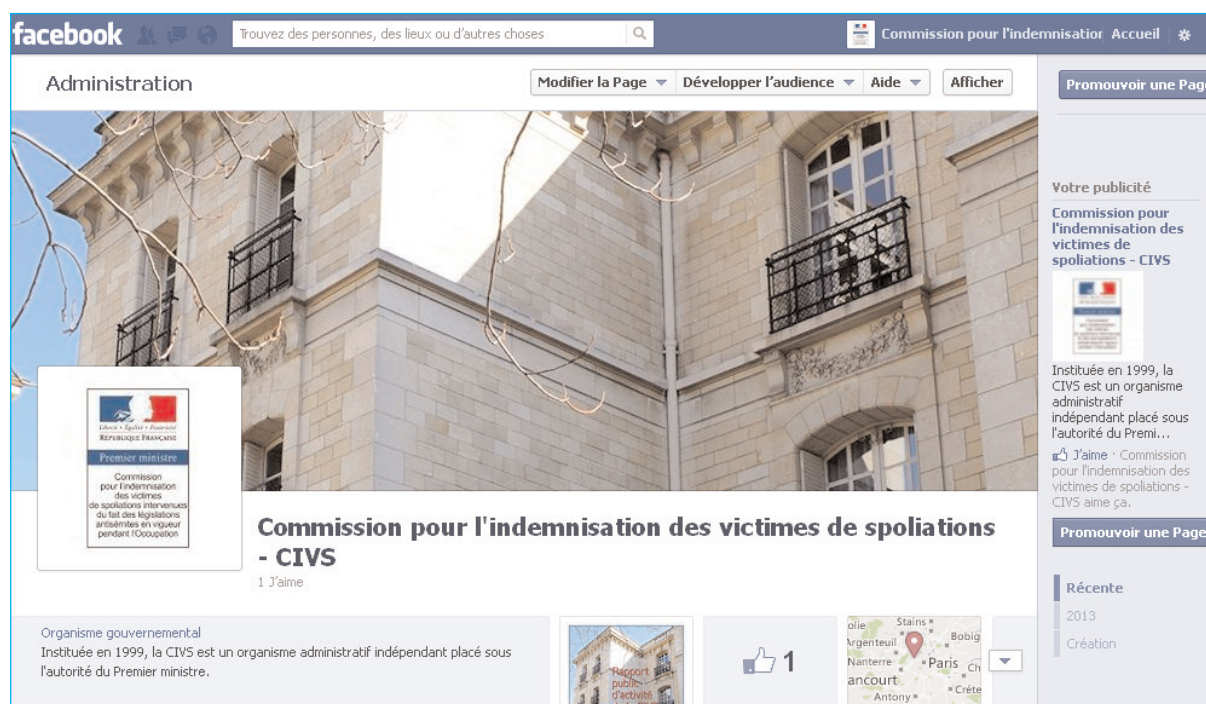 facebook
Trouvez des personnes, des lieux ou d'autres choses
Commission pour l'indemnisation
Accueil
Administration
Modifier la Page
Développer l'audience
Aide
Afficher
Promouvoir une Pag
Votre publicité
Commission pour
l'indemnisation des
victimes de
spoliations - CIVS
Instituée en 1999, la
CIVS est un organisme
administratif
indépendant placé sous
l'autorité du Premi...
J'aime · Commission
pour l'indemnisation des
victimes de spoliations -
CIVS aime ça.
Promouvoir une Page
Récente
2013
Création
Liberté • Égalité • Fraternité
RÉPUBLIQUE FRANÇAISE
Premier ministre
Commission
pour l'indemnisation
des victimes
de spoliations intervenues
du fait des législations
antisémites en vigueur
pendant l'Occupation
Commission pour l'indemnisation des victimes de spoliations
- CIVS
1 J'aime
Organisme gouvernemental
Instituée en 1999, la CIVS est un organisme administratif indépendant placé sous
l'autorité du Premier ministre.
Rapport
public
d'activité
1
olie Stains
Argenteuil Bobig
Nanterre Paris Ch
ancourt
Créte
Antony